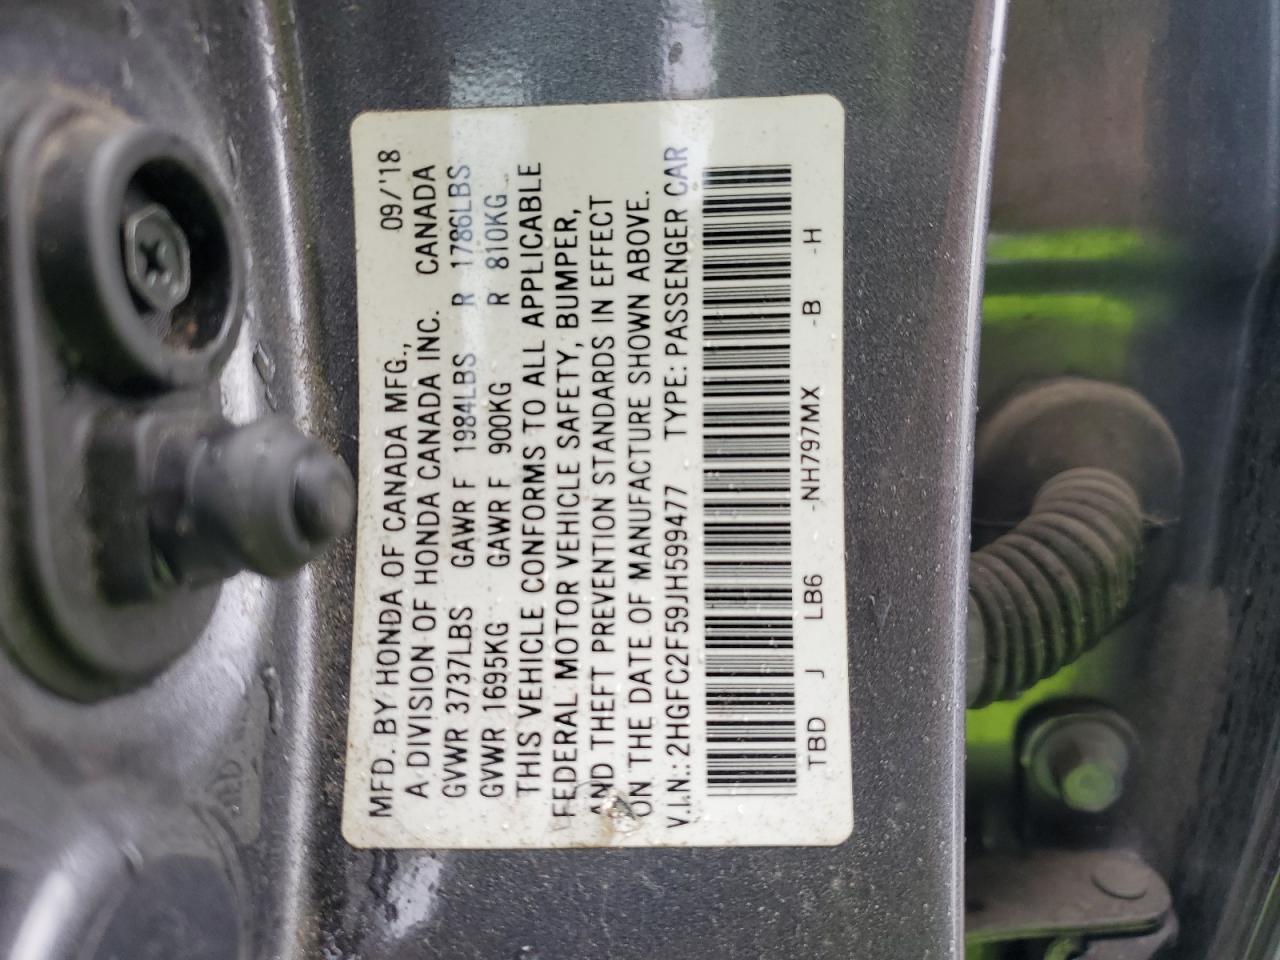 MFD. BY HONDA OF CANADA MFG., 09/'18
A DIVISION OF HONDA CANADA INC. CANADA
GVWR 3737LBS GAWR F 1984LBS R 1786LBS
GVWR 1695KG GAWR F 900KG R 810KG
THIS VEHICLE CONFORMS TO ALL APPLICABLE
FEDERAL MOTOR VEHICLE SAFETY, BUMPER,
AND THEFT PREVENTION STANDARDS IN EFFECT
ON THE DATE OF MANUFACTURE SHOWN ABOVE.
V.I.N.: 2HGFC2F59JH599477 TYPE: PASSENGER CAR
TBD J LB6 -NH797MX -B -H